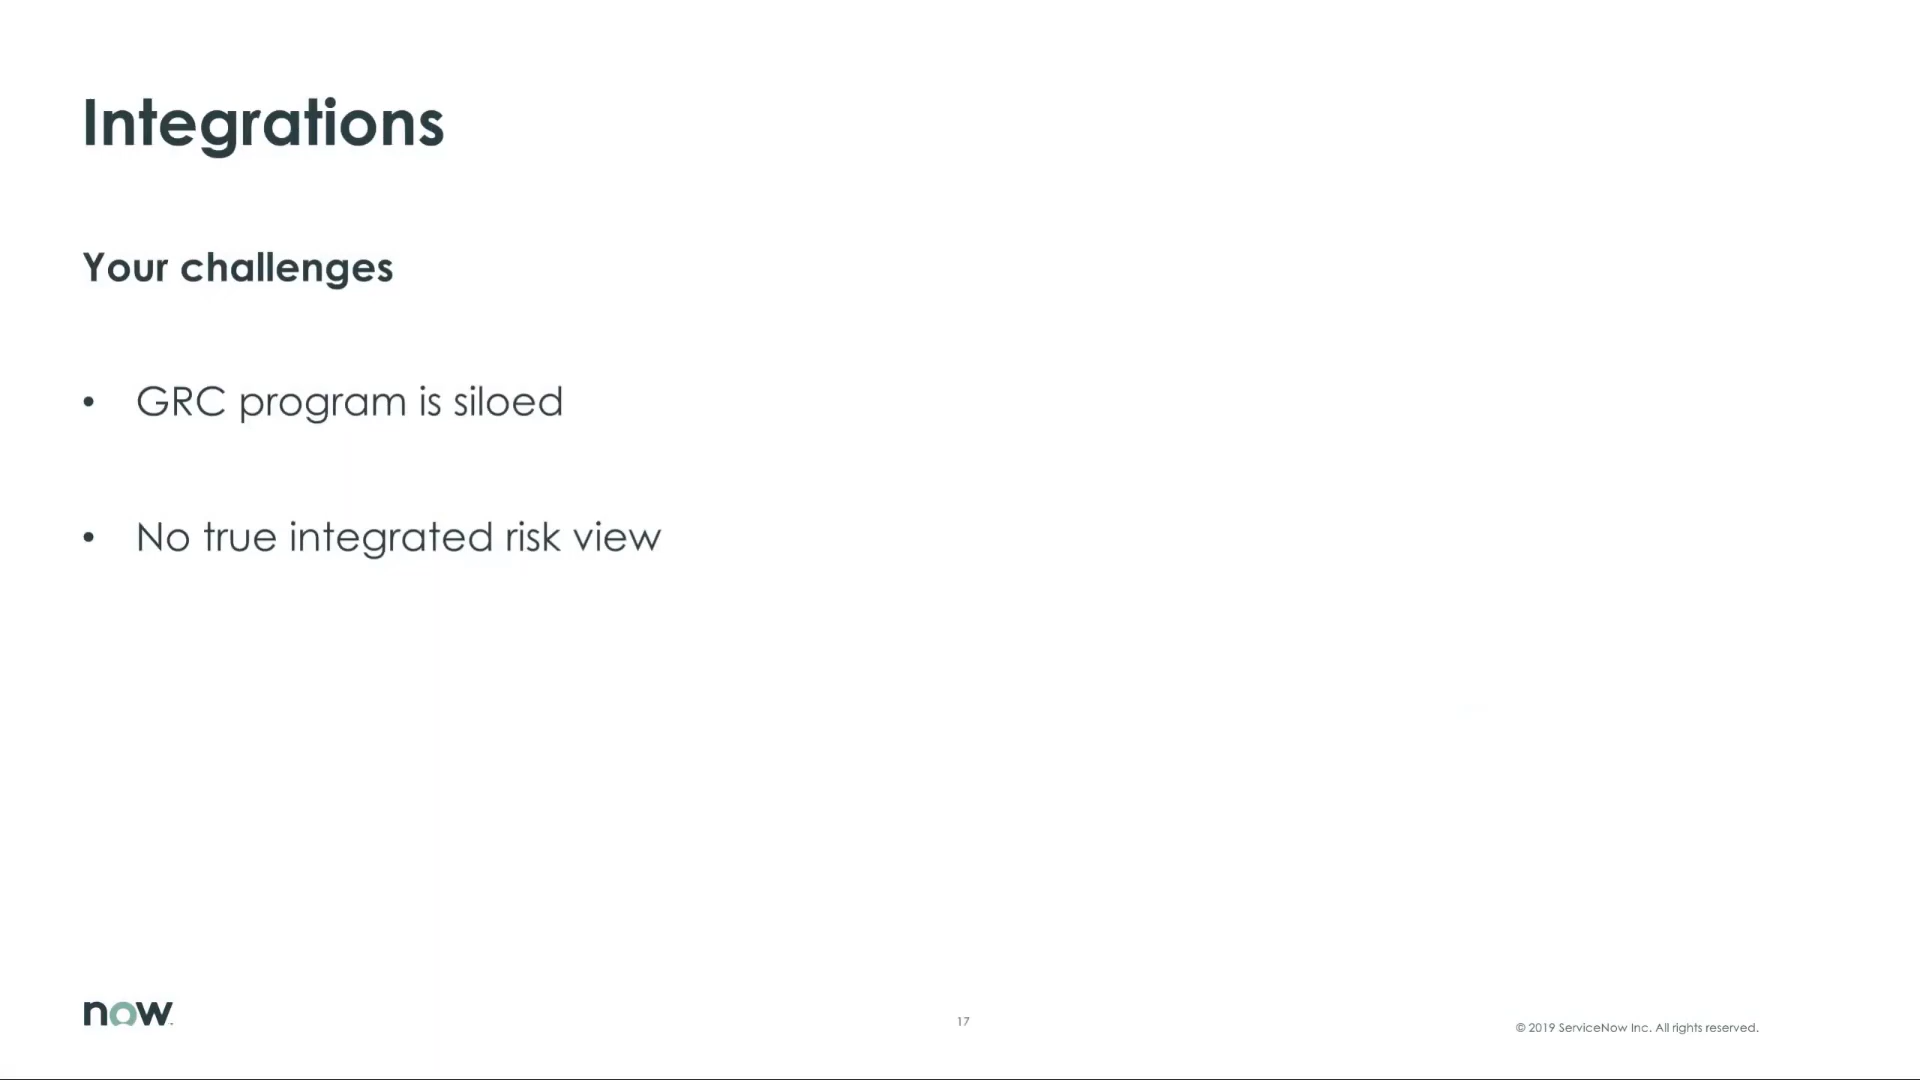 Integrations
Your challenges
• GRC program is siloed
• No true integrated risk view
now
17
© 2019 ServiceNow Inc. All rights reserved.